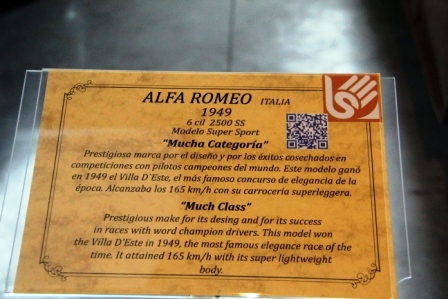 ALFA ROMEO ITALIA
1949
6 cil 2500 SS
Modelo Super Sport
"Mucha Categoría"
Prestigiosa marca por el diseño y por los éxitos cosechados en
competiciones con pilotos campeones del mundo. Este modelo ganó
en 1949 el Villa D'Este, el más famoso concurso de elegancia de la
época. Alcanzaba los 165 km/h con su carrocería superleggera.
"Much Class"
Prestigious make for its desing and for its success
in races with word champion drivers. This model won
the Villa D'Este in 1949, the most famous elegance race of the
time. It attained 165 km/h with its super lightweight
body.